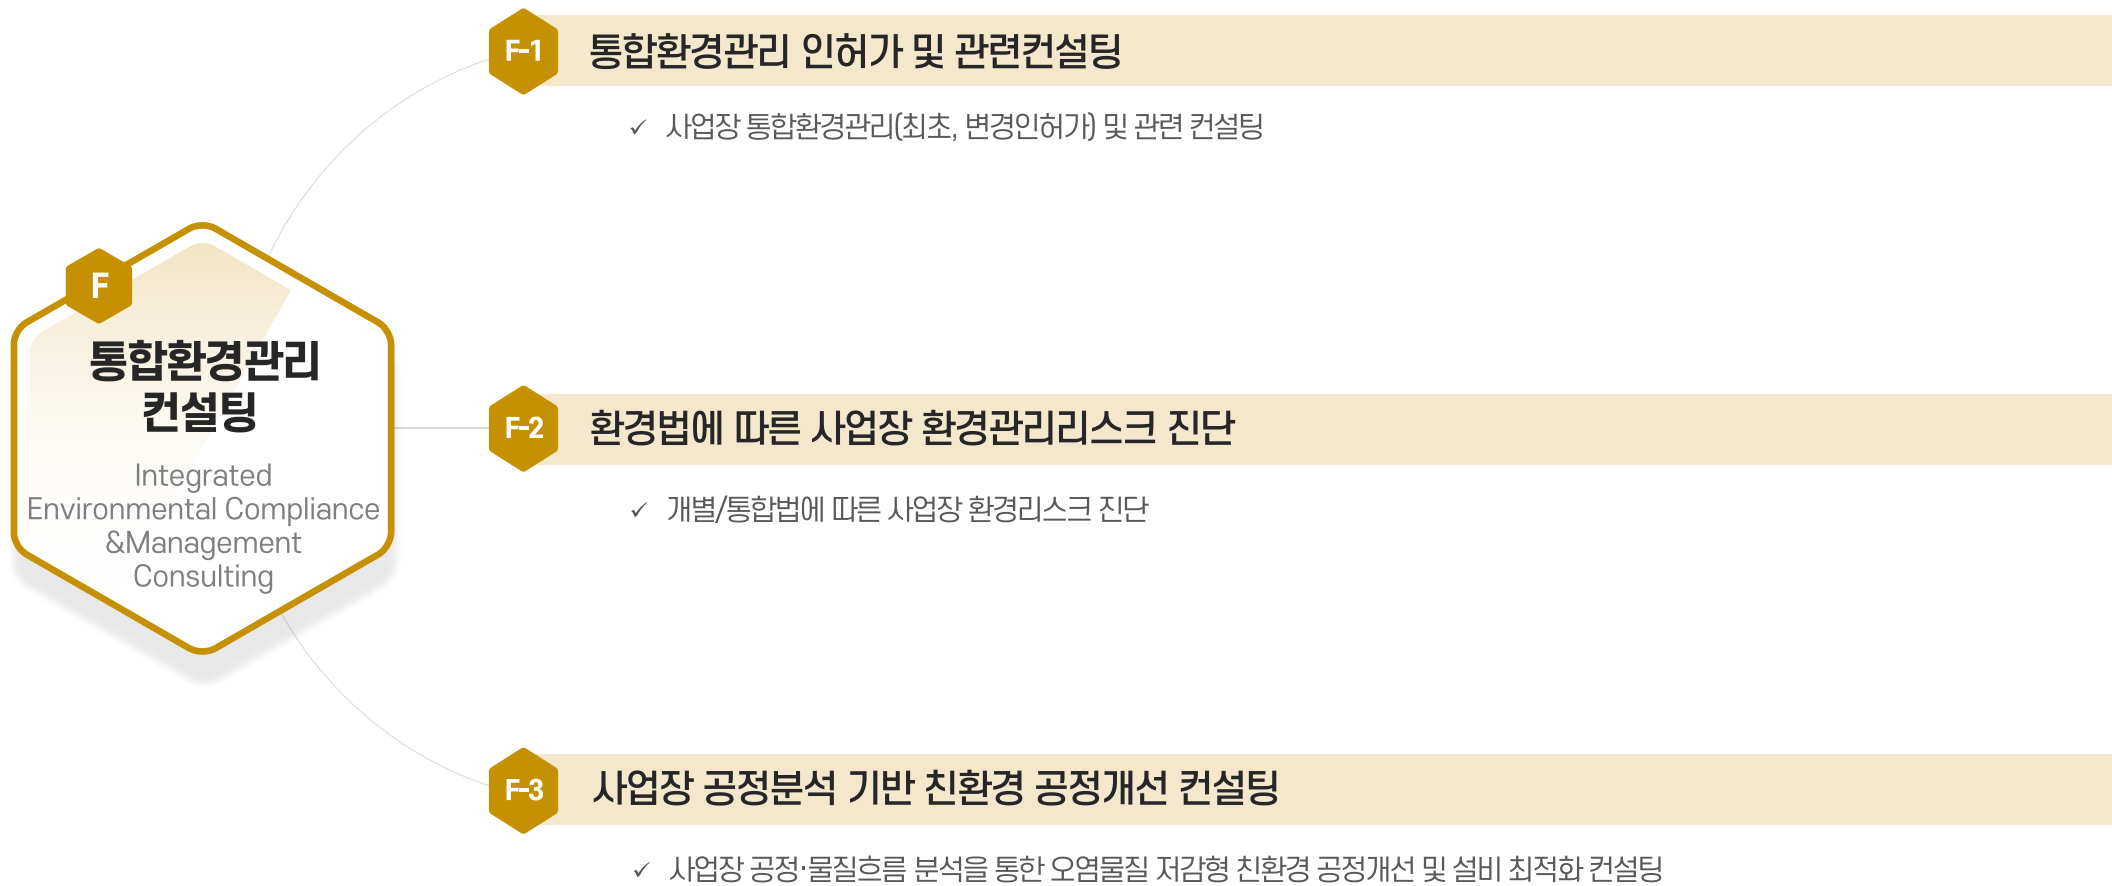 F
통합환경관리
컨설팅
Integrated
Environmental Compliance
&Management
Consulting
F-1
통합환경관리 인허가 및 관련컨설팅
✓ 사업장 통합환경관리(최초, 변경인허가) 및 관련 컨설팅
F-2
환경법에 따른 사업장 환경관리리스크 진단
✓ 개별/통합법에 따른 사업장 환경리스크 진단
F-3
사업장 공정분석 기반 친환경 공정개선 컨설팅
✓ 사업장 공정·물질흐름 분석을 통한 오염물질 저감형 친환경 공정개선 및 설비 최적화 컨설팅